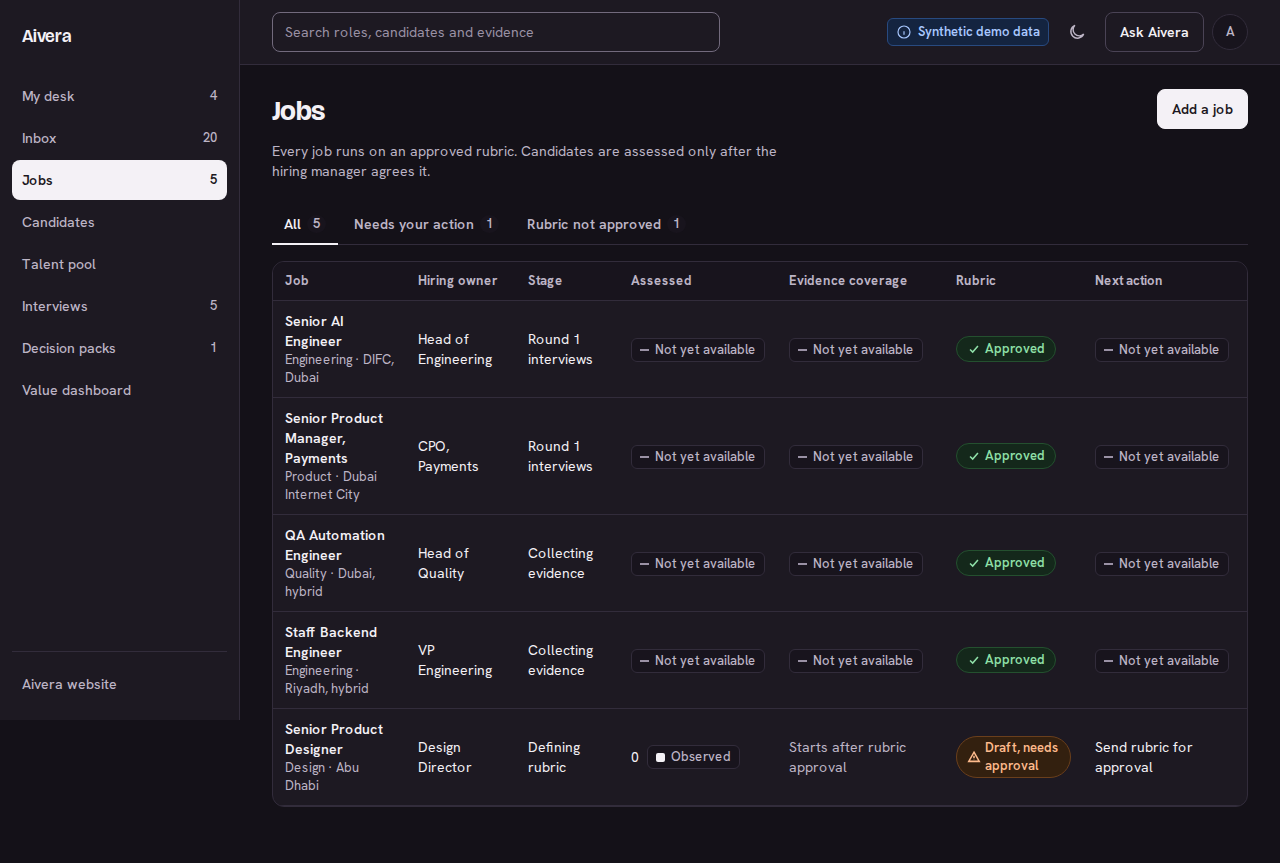 Aivera
Search roles, candidates and evidence
Synthetic demo data
Ask Aivera
A
My desk 4
Inbox 20
Jobs 5
Candidates
Talent pool
Interviews 5
Decision packs 1
Value dashboard
Aivera website
Jobs
Add a job
Every job runs on an approved rubric. Candidates are assessed only after the
hiring manager agrees it.
All 5 Needs your action 1 Rubric not approved 1
Job Hiring owner Stage Assessed Evidence coverage Rubric Next action
Senior AI
Engineer
Engineering · DIFC,
Dubai
Head of
Engineering
Round 1
interviews
Not yet available
Not yet available
Approved
Not yet available
Senior Product
Manager,
Payments
Product · Dubai
Internet City
CPO,
Payments
Round 1
interviews
Not yet available
Not yet available
Approved
Not yet available
QA Automation
Engineer
Quality · Dubai,
hybrid
Head of
Quality
Collecting
evidence
Not yet available
Not yet available
Approved
Not yet available
Staff Backend
Engineer
Engineering ·
Riyadh, hybrid
VP
Engineering
Collecting
evidence
Not yet available
Not yet available
Approved
Not yet available
Senior Product
Designer
Design · Abu
Dhabi
Design
Director
Defining
rubric
0 Observed
Starts after rubric
approval
Draft, needs
approval
Send rubric for
approval